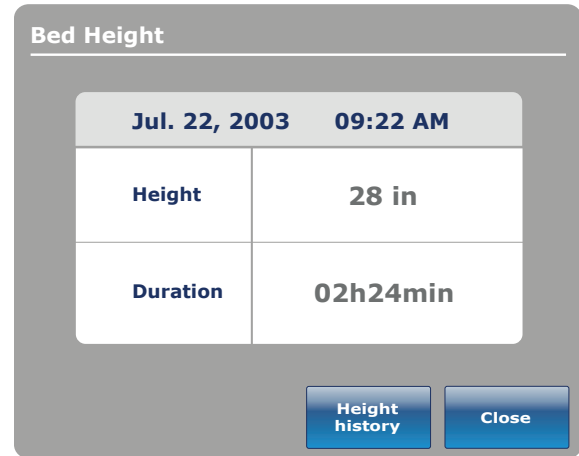 Bed Height
Jul. 22, 2003 09:22 AM
Height 28 in
Duration 02h24min
Height
history
Close